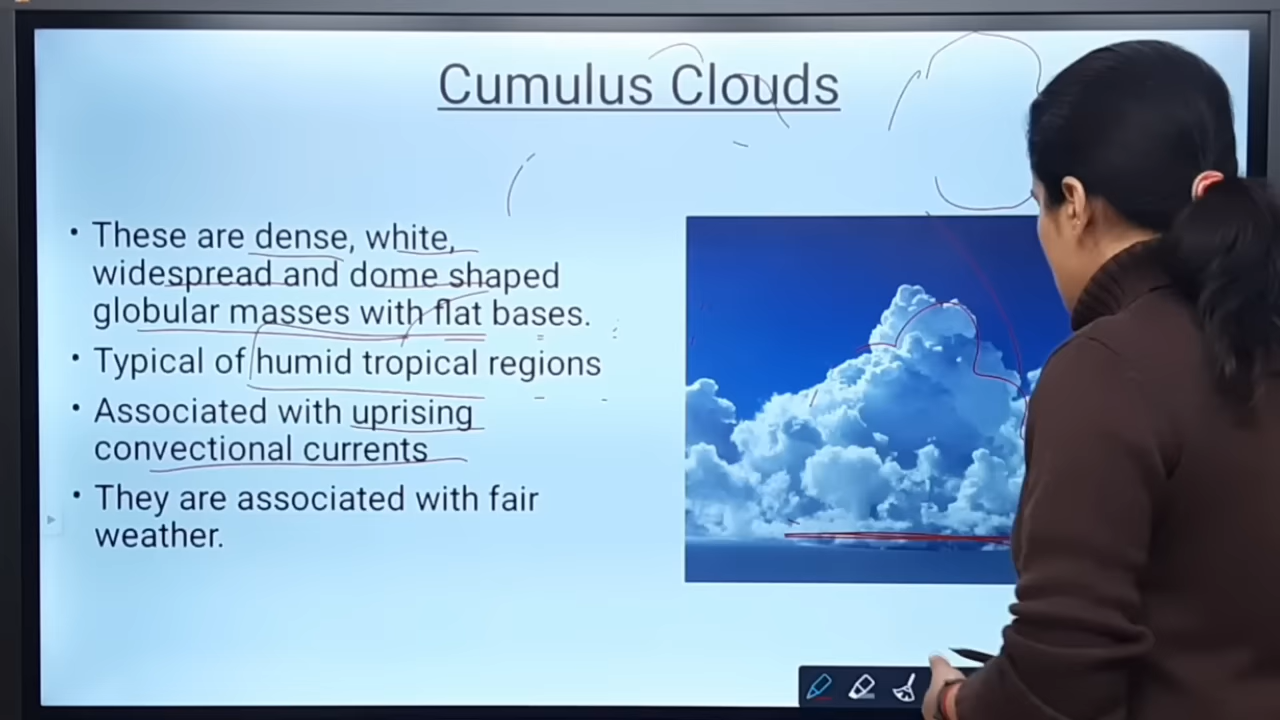 Cumulus Clouds
• These are dense, white,
widespread and dome shaped
globular masses with flat bases.
• Typical of humid tropical regions
• Associated with uprising
convectional currents
• They are associated with fair
weather.